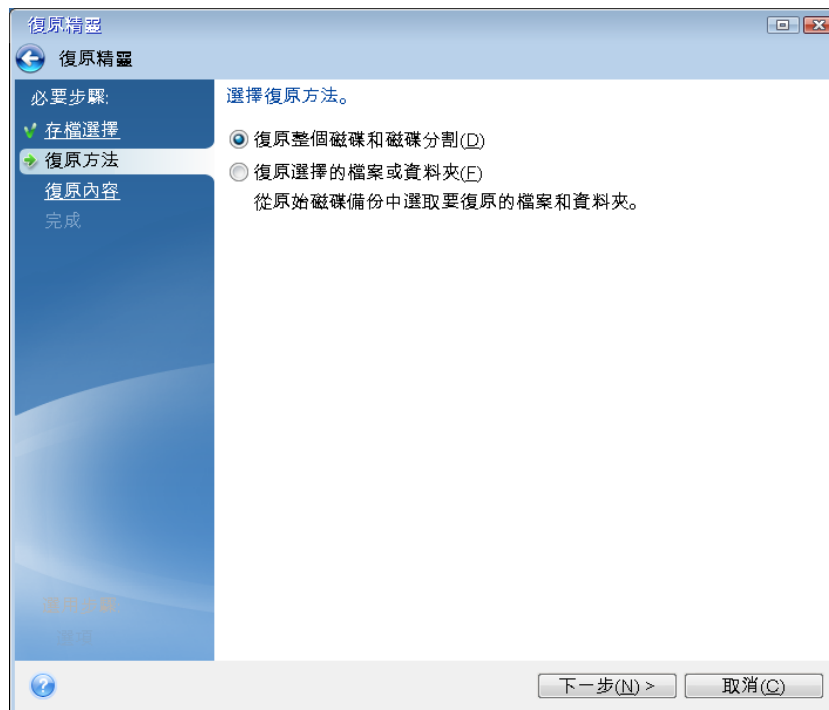 復原精靈
復原精靈
必要步驟:
存檔選擇
復原方法
復原內容
完成
選擇復原方法。
復原整個磁碟和磁碟分割(D)
復原選擇的檔案或資料夾(F)
從原始磁碟備份中選取要復原的檔案和資料夾。
選項
下一步(N) >
取消(C)